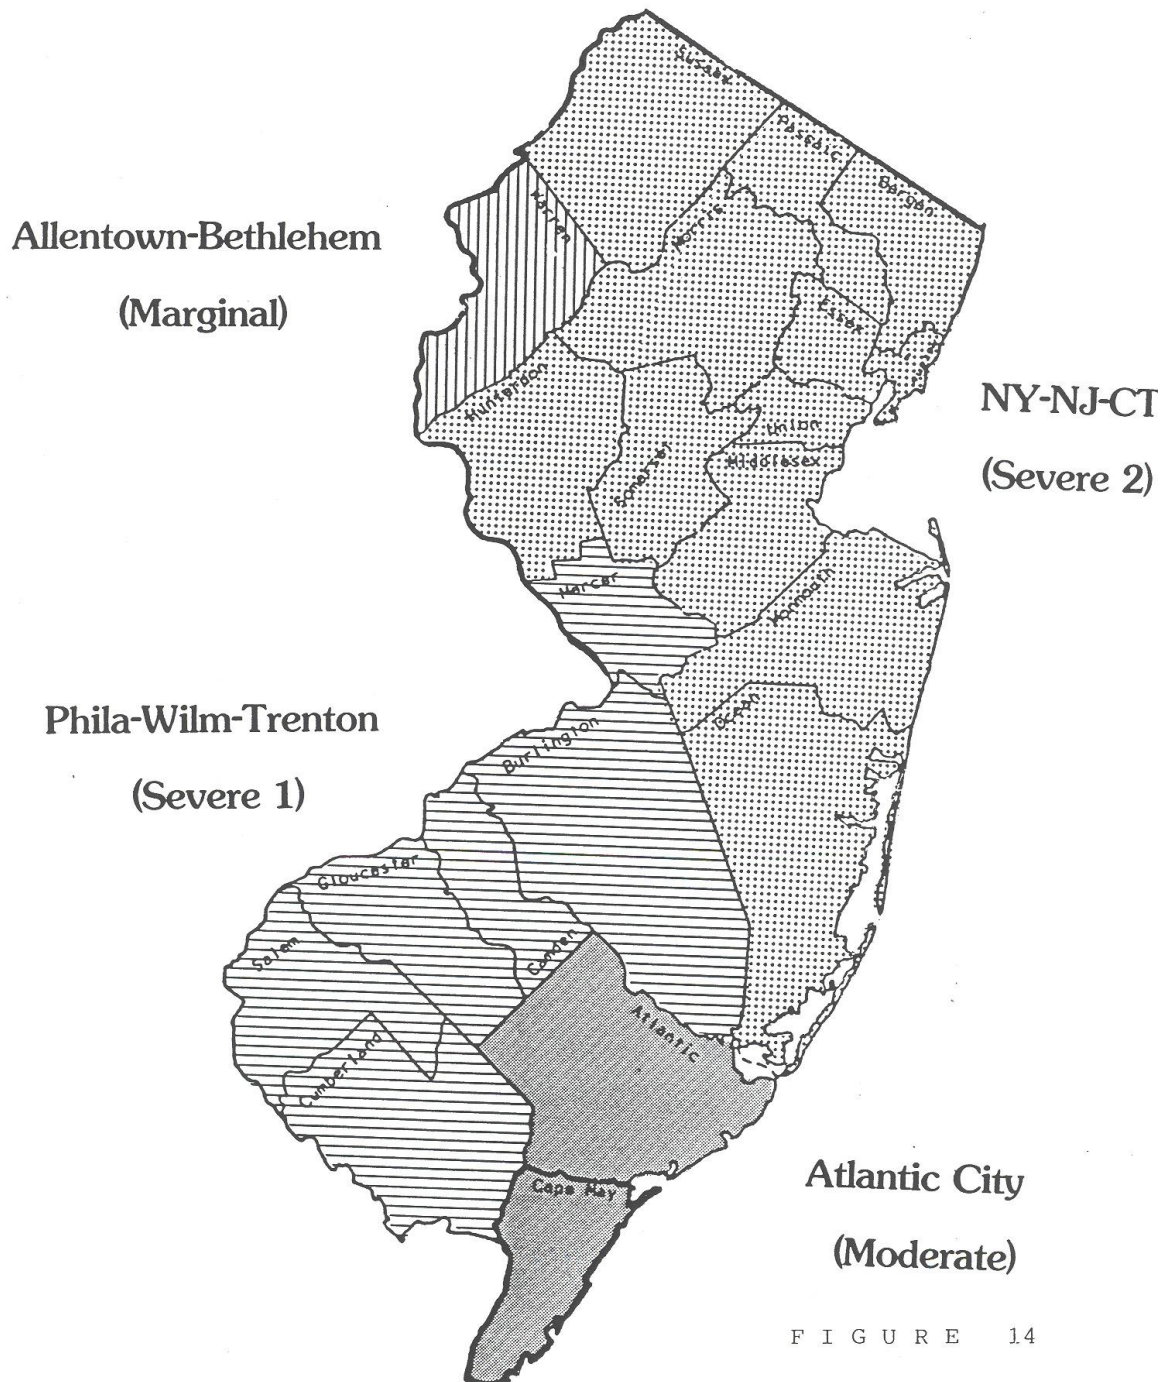 Sussex
Passaic
Bergen
Warren
Morris
Allentown-Bethlehem
(Marginal)
Essex
Hunterdon
NY-NJ-CT
(Severe 2)
Union
Middlesex
Somerset
Mercer
Monmouth
Ocean
Phila-Wilm-Trenton
(Severe 1)
Burlington
Gloucester
Camden
Salem
Atlantic
Cumberland
Cape May
Atlantic City
(Moderate)
FIGURE 14